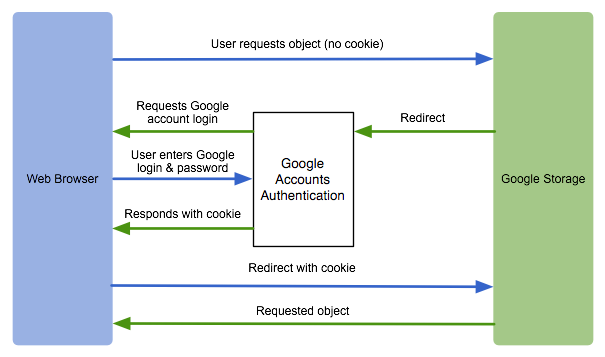 User requests object (no cookie)
Requests Google
account login
Redirect
User enters Google
login & password
Web Browser
Google
Accounts
Authentication
Google Storage
Responds with cookie
Redirect with cookie
Requested object